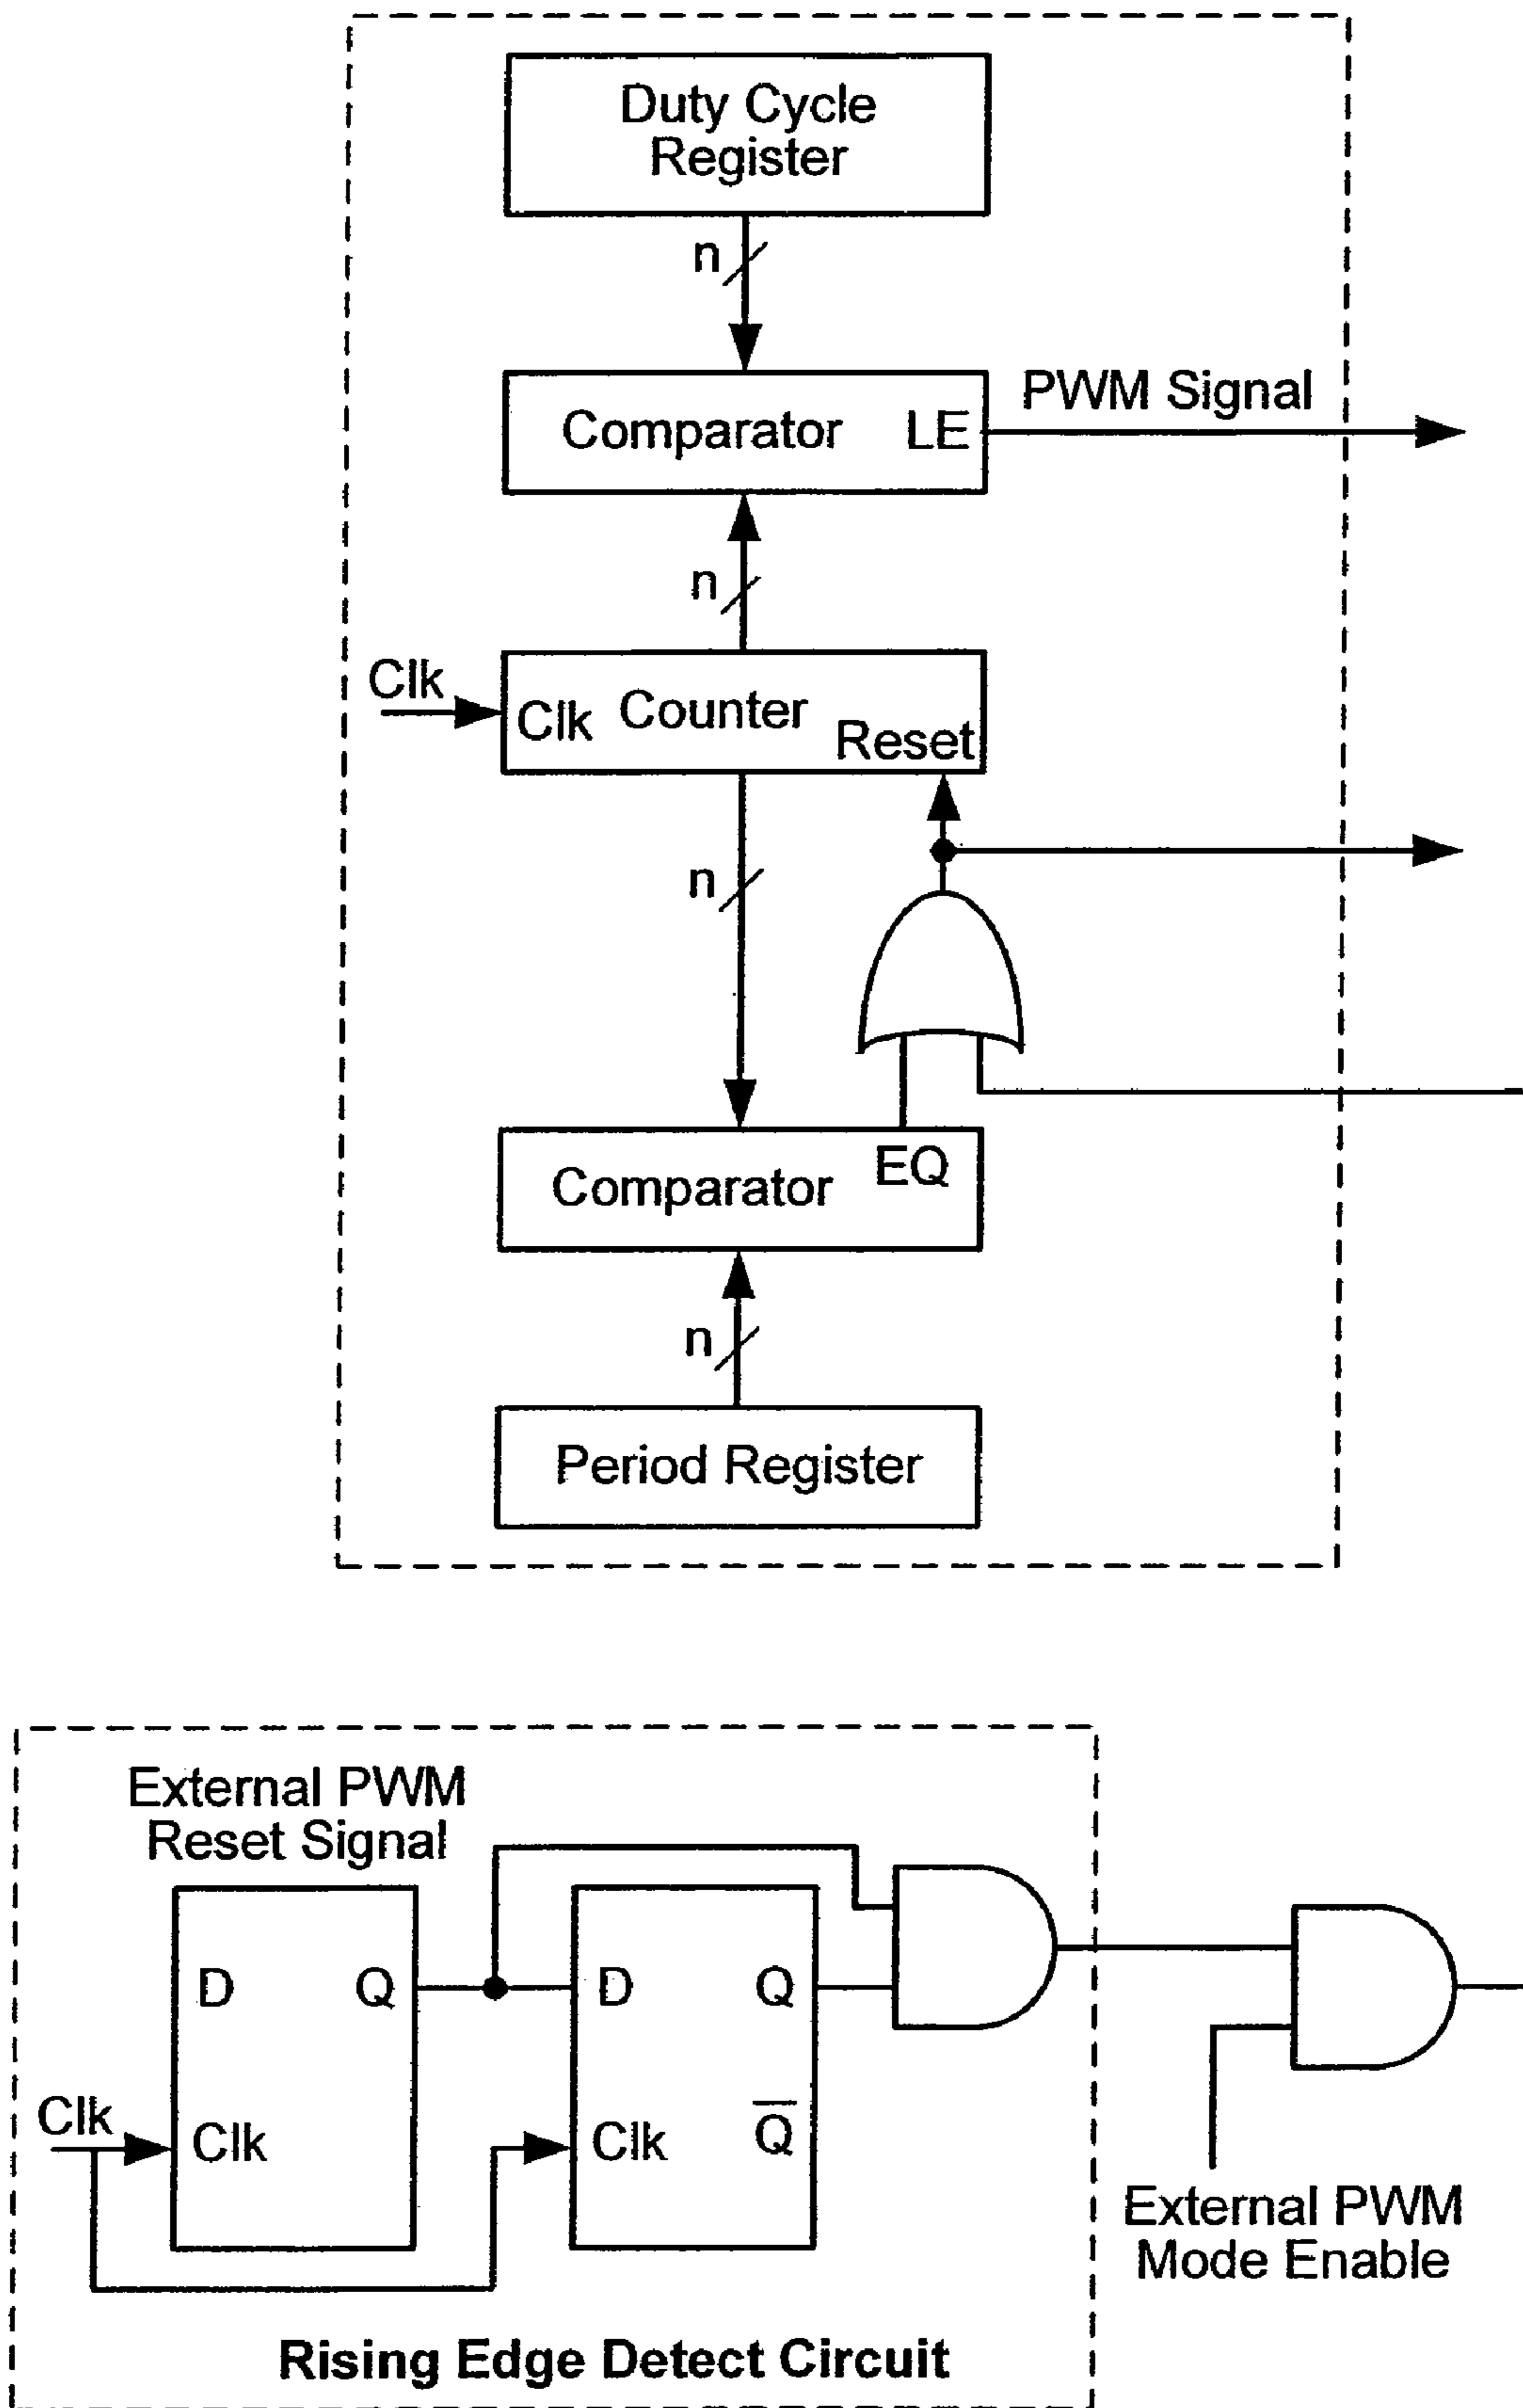 Duty Cycle
Register
n
Comparator LE
PWM Signal
n
Clk
Clk Counter
Reset
n
EQ
Comparator
n
Period Register
External PWM
Reset Signal
D Q
D Q
Clk
Clk
Clk Q̅
External PWM
Mode Enable
Rising Edge Detect Circuit